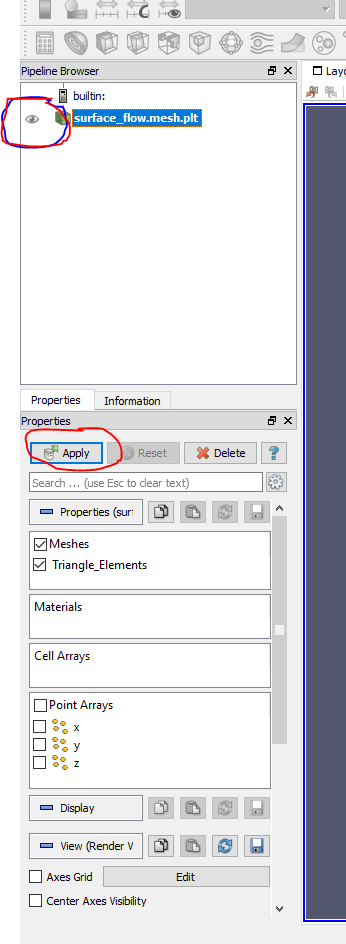 Pipeline Browser
Layo
builtin:
surface_flow.mesh.plt
Properties
Information
Properties
Apply
Reset
Delete
?
Search ... (use Esc to clear text)
Properties (sur
Meshes
Triangle_Elements
Materials
Cell Arrays
Point Arrays
x
y
z
Display
View (Render V
Axes Grid
Edit
Center Axes Visibility